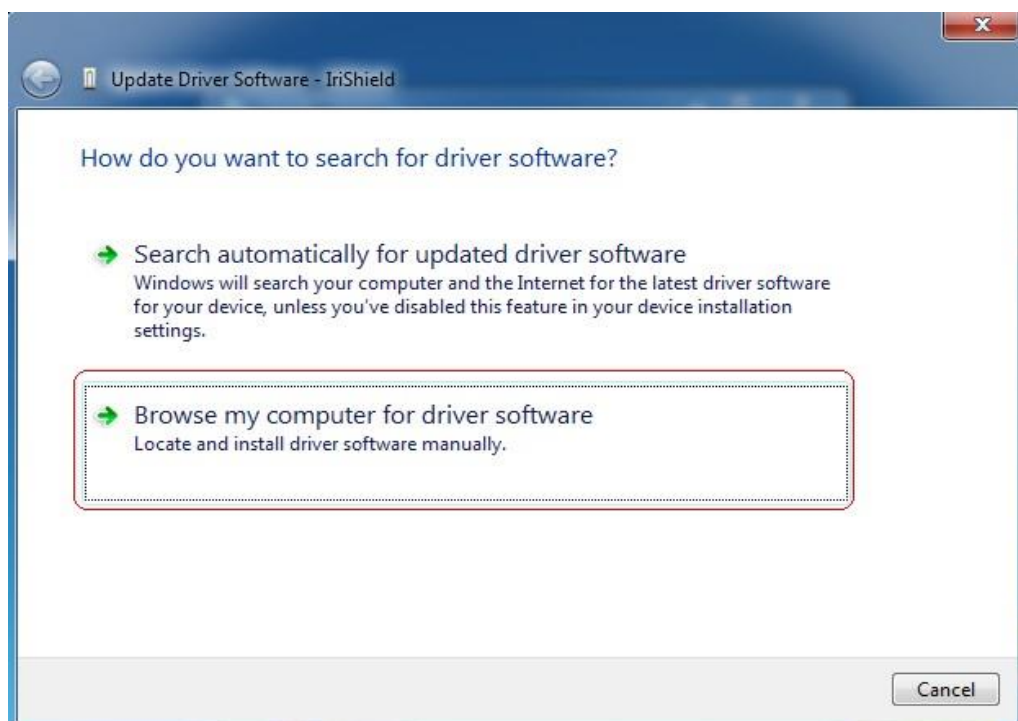 Update Driver Software - IriShield
How do you want to search for driver software?
Search automatically for updated driver software
Windows will search your computer and the Internet for the latest driver software
for your device, unless you've disabled this feature in your device installation
settings.
Browse my computer for driver software
Locate and install driver software manually.
Cancel